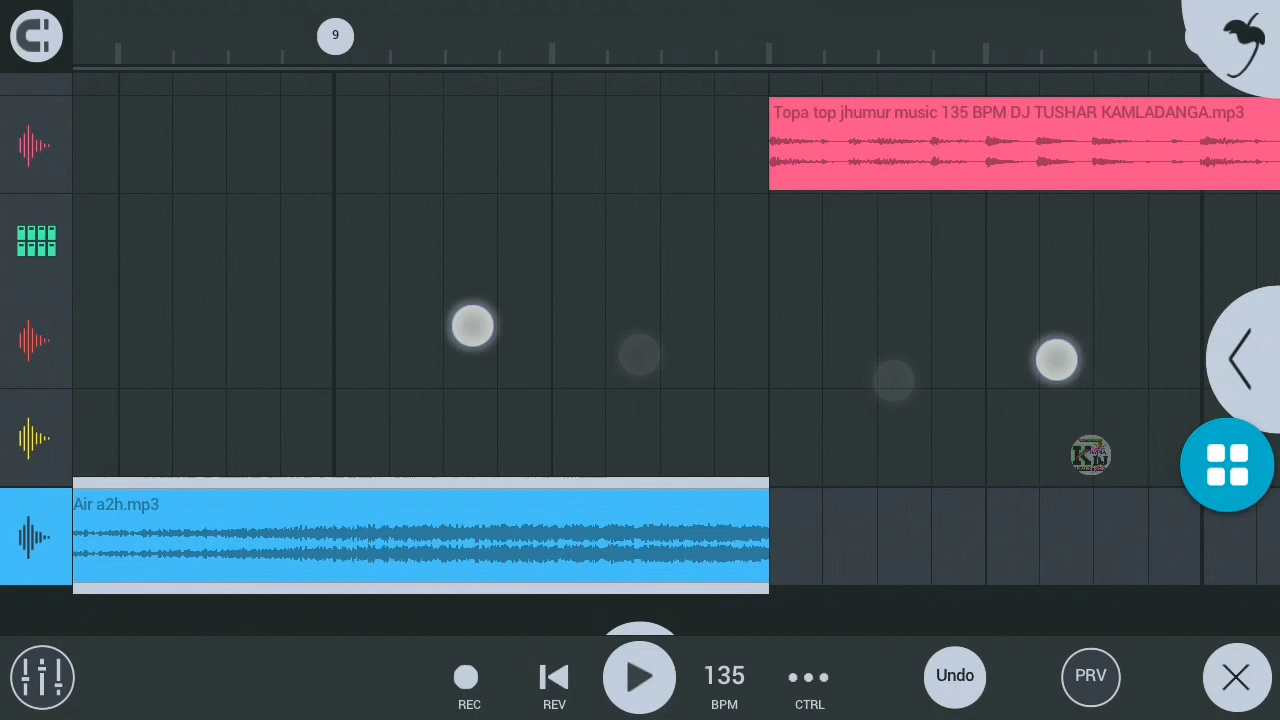 9
Topa top jhumur music 135 BPM DJ TUSHAR KAMLADANGA.mp3
Air a2h.mp3
REC
REV
135
BPM
CTRL
Undo
PRV